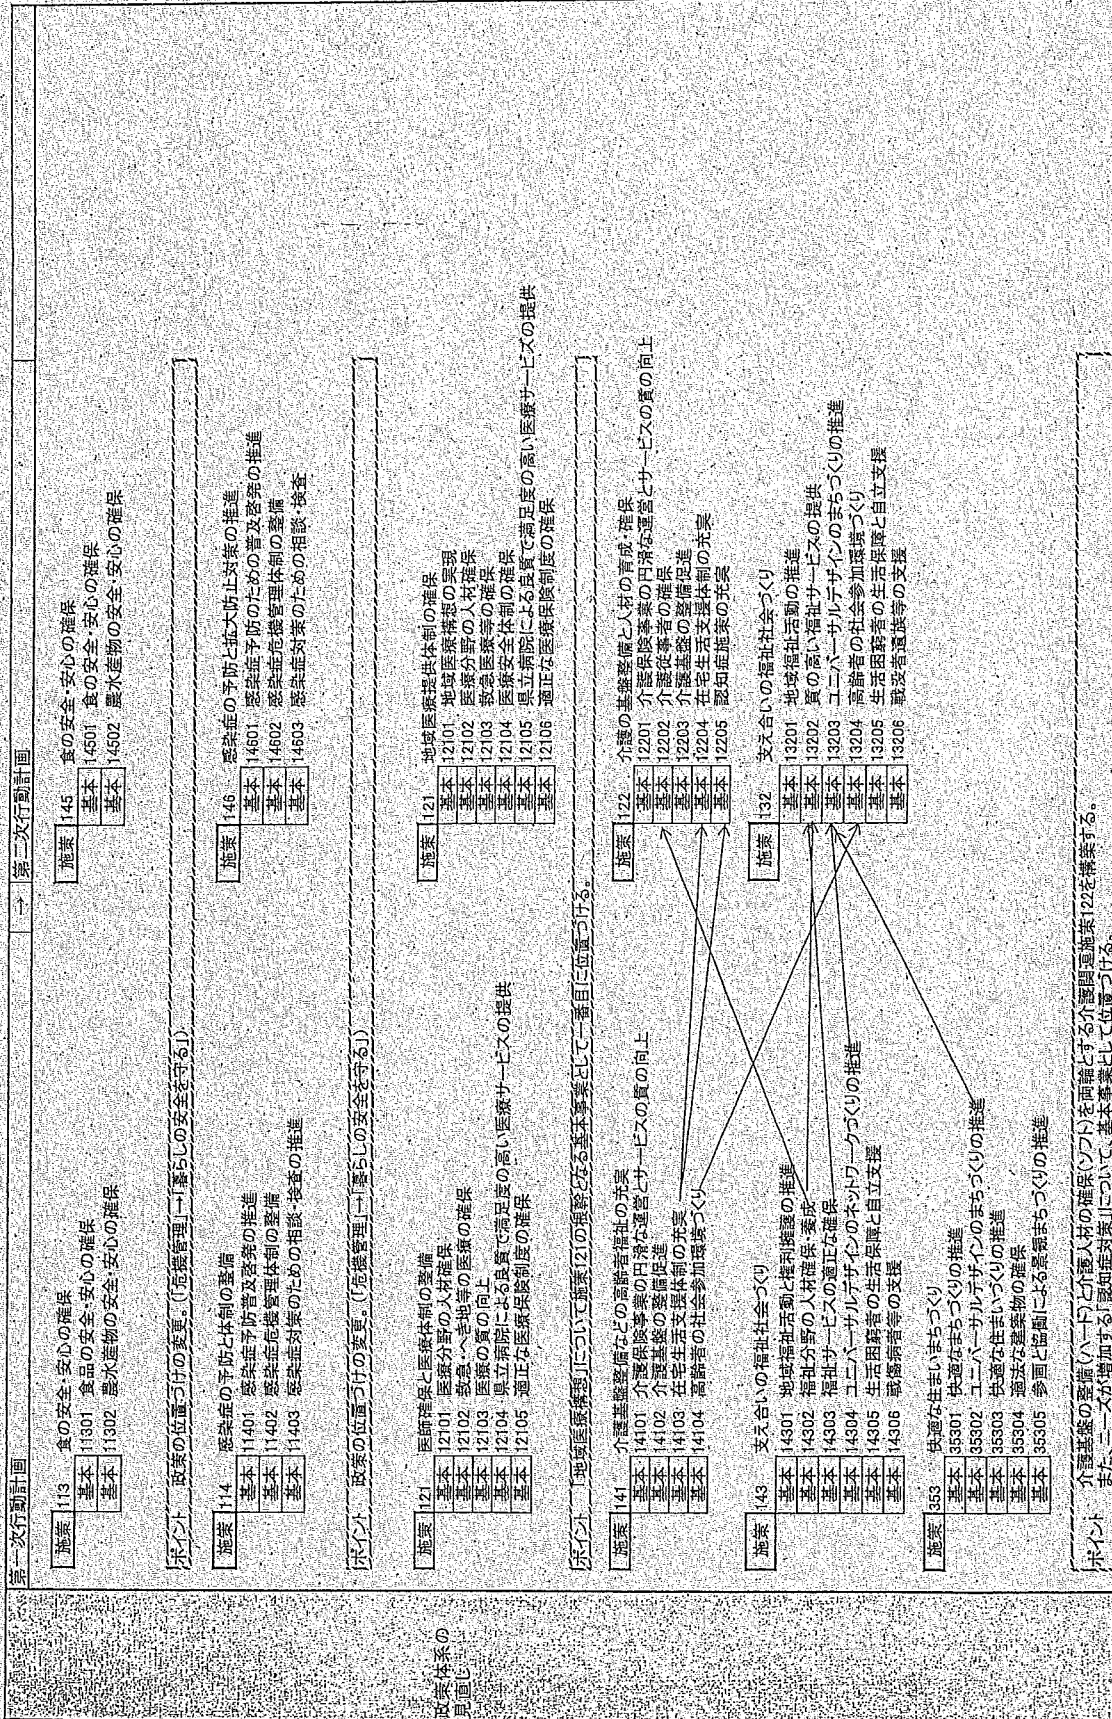 政策体系の
見直し
第一次行動計画 → 第二次行動計画
施策 113 食の安全・安心の確保
基本 11301 食品の安全・安心の確保
基本 11302 農水産物の安全・安心の確保
施策 145 食の安全・安心の確保
基本 14501 食の安全・安心の確保
基本 14502 農水産物の安全・安心の確保
ポイント 政策の位置づけの変更。(「危機管理」→「暮らしの安全を守る」)
施策 114 感染症の予防と体制の整備
基本 11401 感染症予防普及啓発の推進
基本 11402 感染症危機管理体制の整備
基本 11403 感染症対策のための相談・検査の推進
施策 146 感染症の予防と拡大防止対策の推進
基本 14601 感染症予防のための普及啓発の推進
基本 14602 感染症危機管理体制の整備
基本 14603 感染症対策のための相談・検査
ポイント 政策の位置づけの変更。(「危機管理」→「暮らしの安全を守る」)
施策 121 医師確保と医療体制の整備
基本 12101 医療分野の人材確保
基本 12102 救急・へき地等の医療の確保
基本 12103 医療の質の向上
基本 12104 県立病院による良質で満足度の高い医療サービスの提供
基本 12105 適正な医療保険制度の確保
施策 121 地域医療提供体制の確保
基本 12101 地域医療構想の実現
基本 12102 医療分野の人材確保
基本 12103 救急医療等の確保
基本 12104 医療安全体制の確保
基本 12105 県立病院による良質で満足度の高い医療サービスの提供
基本 12106 適正な医療保険制度の確保
ポイント 「地域医療構想」について施策121の根幹となる基本事業として一番目に位置づける。
施策 141 介護基盤整備などの高齢者福祉の充実
基本 14101 介護保険事業の円滑な運営とサービスの質の向上
基本 14102 介護基盤の整備促進
基本 14103 在宅生活支援体制の充実
基本 14104 高齢者の社会参加環境づくり
施策 122 介護の基盤整備と人材の育成・確保
基本 12201 介護保険事業の円滑な運営とサービスの質の向上
基本 12202 介護従事者の確保
基本 12203 介護基盤の整備促進
基本 12204 在宅生活支援体制の充実
基本 12205 認知症施策の充実
施策 143 支え合いの福祉社会づくり
基本 14301 地域福祉活動と権利擁護の推進
基本 14302 福祉分野の人材確保・養成
基本 14303 福祉サービスの適正な確保
基本 14304 ユニバーサルデザインのネットワークづくりの推進
基本 14305 生活困窮者の生活保障と自立支援
基本 14306 戦傷病者等の支援
施策 132 支え合いの福祉社会づくり
基本 13201 地域福祉活動の推進
基本 13202 質の高い福祉サービスの提供
基本 13203 ユニバーサルデザインのまちづくりの推進
基本 13204 高齢者の社会参加環境づくり
基本 13205 生活困窮者の生活保障と自立支援
基本 13206 戦没者遺族等の支援
施策 353 快適な住まいまちづくり
基本 35301 快適なまちづくりの推進
基本 35302 ユニバーサルデザインのまちづくりの推進
基本 35303 快適な住まいづくりの推進
基本 35304 適法な建築物の確保
基本 35305 参画と協働による景観まちづくりの推進
ポイント 介護基盤の整備(ハード)と介護人材の確保(ソフト)を両輪とする介護関連施策122を構築する。
また、ニーズが増加する「認知症対策」について、基本事業として位置づける。